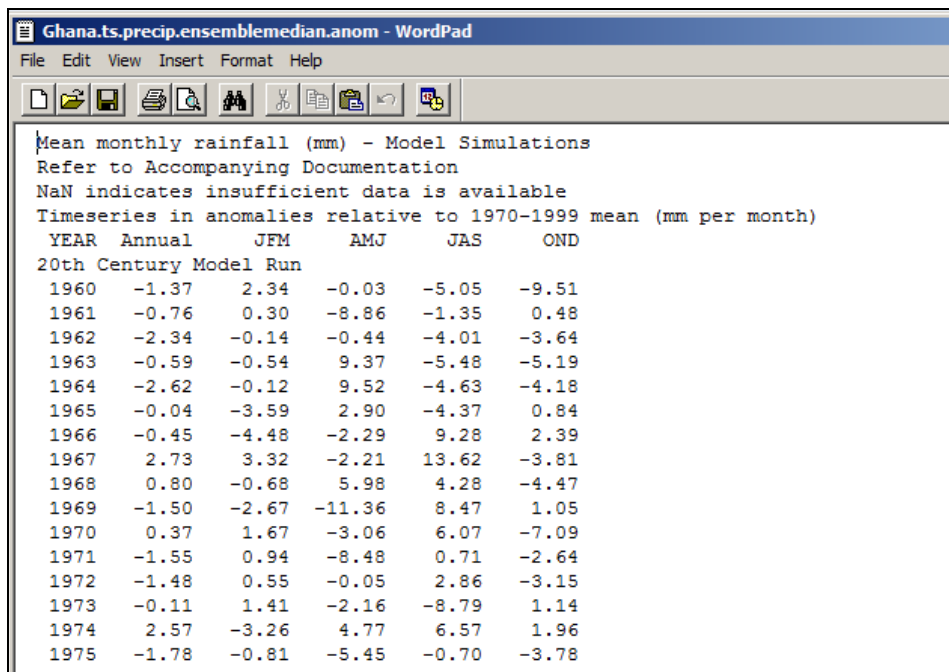 Ghana.ts.precip.ensemblemedian.anom - WordPad
File Edit View Insert Format Help
Mean monthly rainfall (mm) - Model Simulations
Refer to Accompanying Documentation
NaN indicates insufficient data is available
Timeseries in anomalies relative to 1970-1999 mean (mm per month)
YEAR Annual JFM AMJ JAS OND
20th Century Model Run
1960 -1.37 2.34 -0.03 -5.05 -9.51
1961 -0.76 0.30 -8.86 -1.35 0.48
1962 -2.34 -0.14 -0.44 -4.01 -3.64
1963 -0.59 -0.54 9.37 -5.48 -5.19
1964 -2.62 -0.12 9.52 -4.63 -4.18
1965 -0.04 -3.59 2.90 -4.37 0.84
1966 -0.45 -4.48 -2.29 9.28 2.39
1967 2.73 3.32 -2.21 13.62 -3.81
1968 0.80 -0.68 5.98 4.28 -4.47
1969 -1.50 -2.67 -11.36 8.47 1.05
1970 0.37 1.67 -3.06 6.07 -7.09
1971 -1.55 0.94 -8.48 0.71 -2.64
1972 -1.48 0.55 -0.05 2.86 -3.15
1973 -0.11 1.41 -2.16 -8.79 1.14
1974 2.57 -3.26 4.77 6.57 1.96
1975 -1.78 -0.81 -5.45 -0.70 -3.78